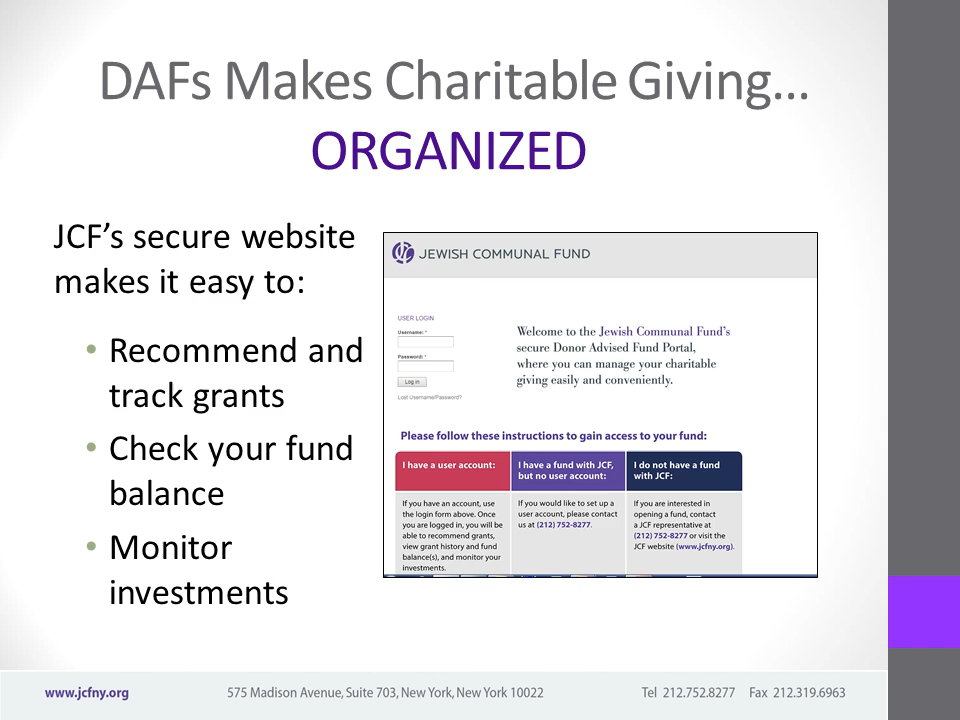 DAFs Makes Charitable Giving…
ORGANIZED
JCF’s secure website
makes it easy to:
• Recommend and
track grants
• Check your fund
balance
• Monitor
investments
JEWISH COMMUNAL FUND
USER LOGIN
Username: *
Password: *
Log in
Lost Username/Password?
Welcome to the Jewish Communal Fund’s
secure Donor Advised Fund Portal,
where you can manage your charitable
giving easily and conveniently.
Please follow these instructions to gain access to your fund:
I have a user account:
If you have an account, use
the login form above. Once
you are logged in, you will be
able to recommend grants,
view grant history and fund
balance(s), and monitor your
investments.
I have a fund with JCF,
but no user account:
If you would like to set up a
user account, please contact
us at (212) 752-8277.
I do not have a fund
with JCF:
If you are interested in
opening a fund, contact
a JCF representative at
(212) 752-8277 or visit the
JCF website (www.jcfny.org).
www.jcfny.org 575 Madison Avenue, Suite 703, New York, New York 10022 Tel 212.752.8277 Fax 212.319.6963